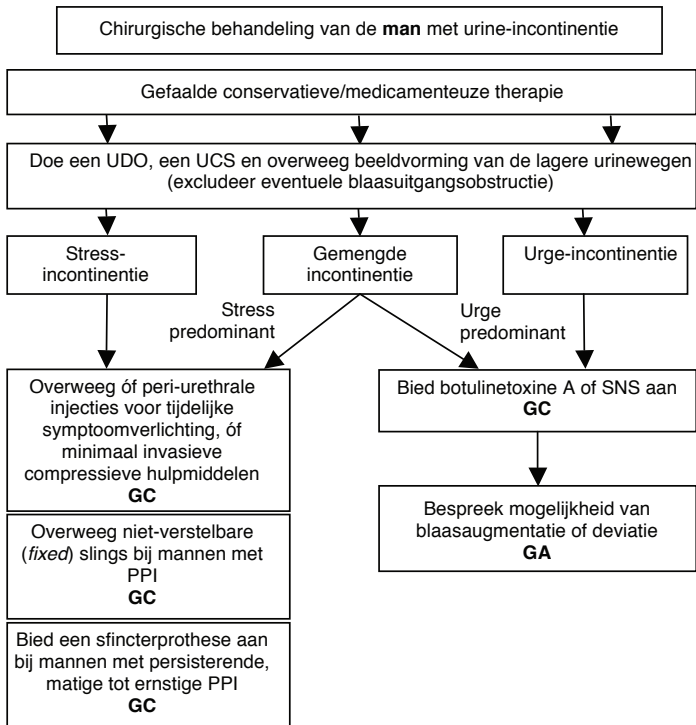 Chirurgische behandeling van de man met urine-incontinentie
Gefaalde conservatieve/medicamenteuze therapie
Doe een UDO, een UCS en overweeg beeldvorming van de lagere urinewegen
(excludeer eventuele blaasuitgangsobstructie)
Stress-
incontinentie
Gemengde
incontinentie
Urge-incontinentie
Stress
predominant
Urge
predominant
Overweeg óf peri-urethrale
injecties voor tijdelijke
symptoomverlichting, óf
minimaal invasieve
compressieve hulpmiddelen
GC
Overweeg niet-verstelbare
(fixed) slings bij mannen met
PPI
GC
Bied een sfincterprothese aan
bij mannen met persisterende,
matige tot ernstige PPI
GC
Bied botulinetoxine A of SNS aan
GC
Bespreek mogelijkheid van
blaasaugmentatie of deviatie
GA